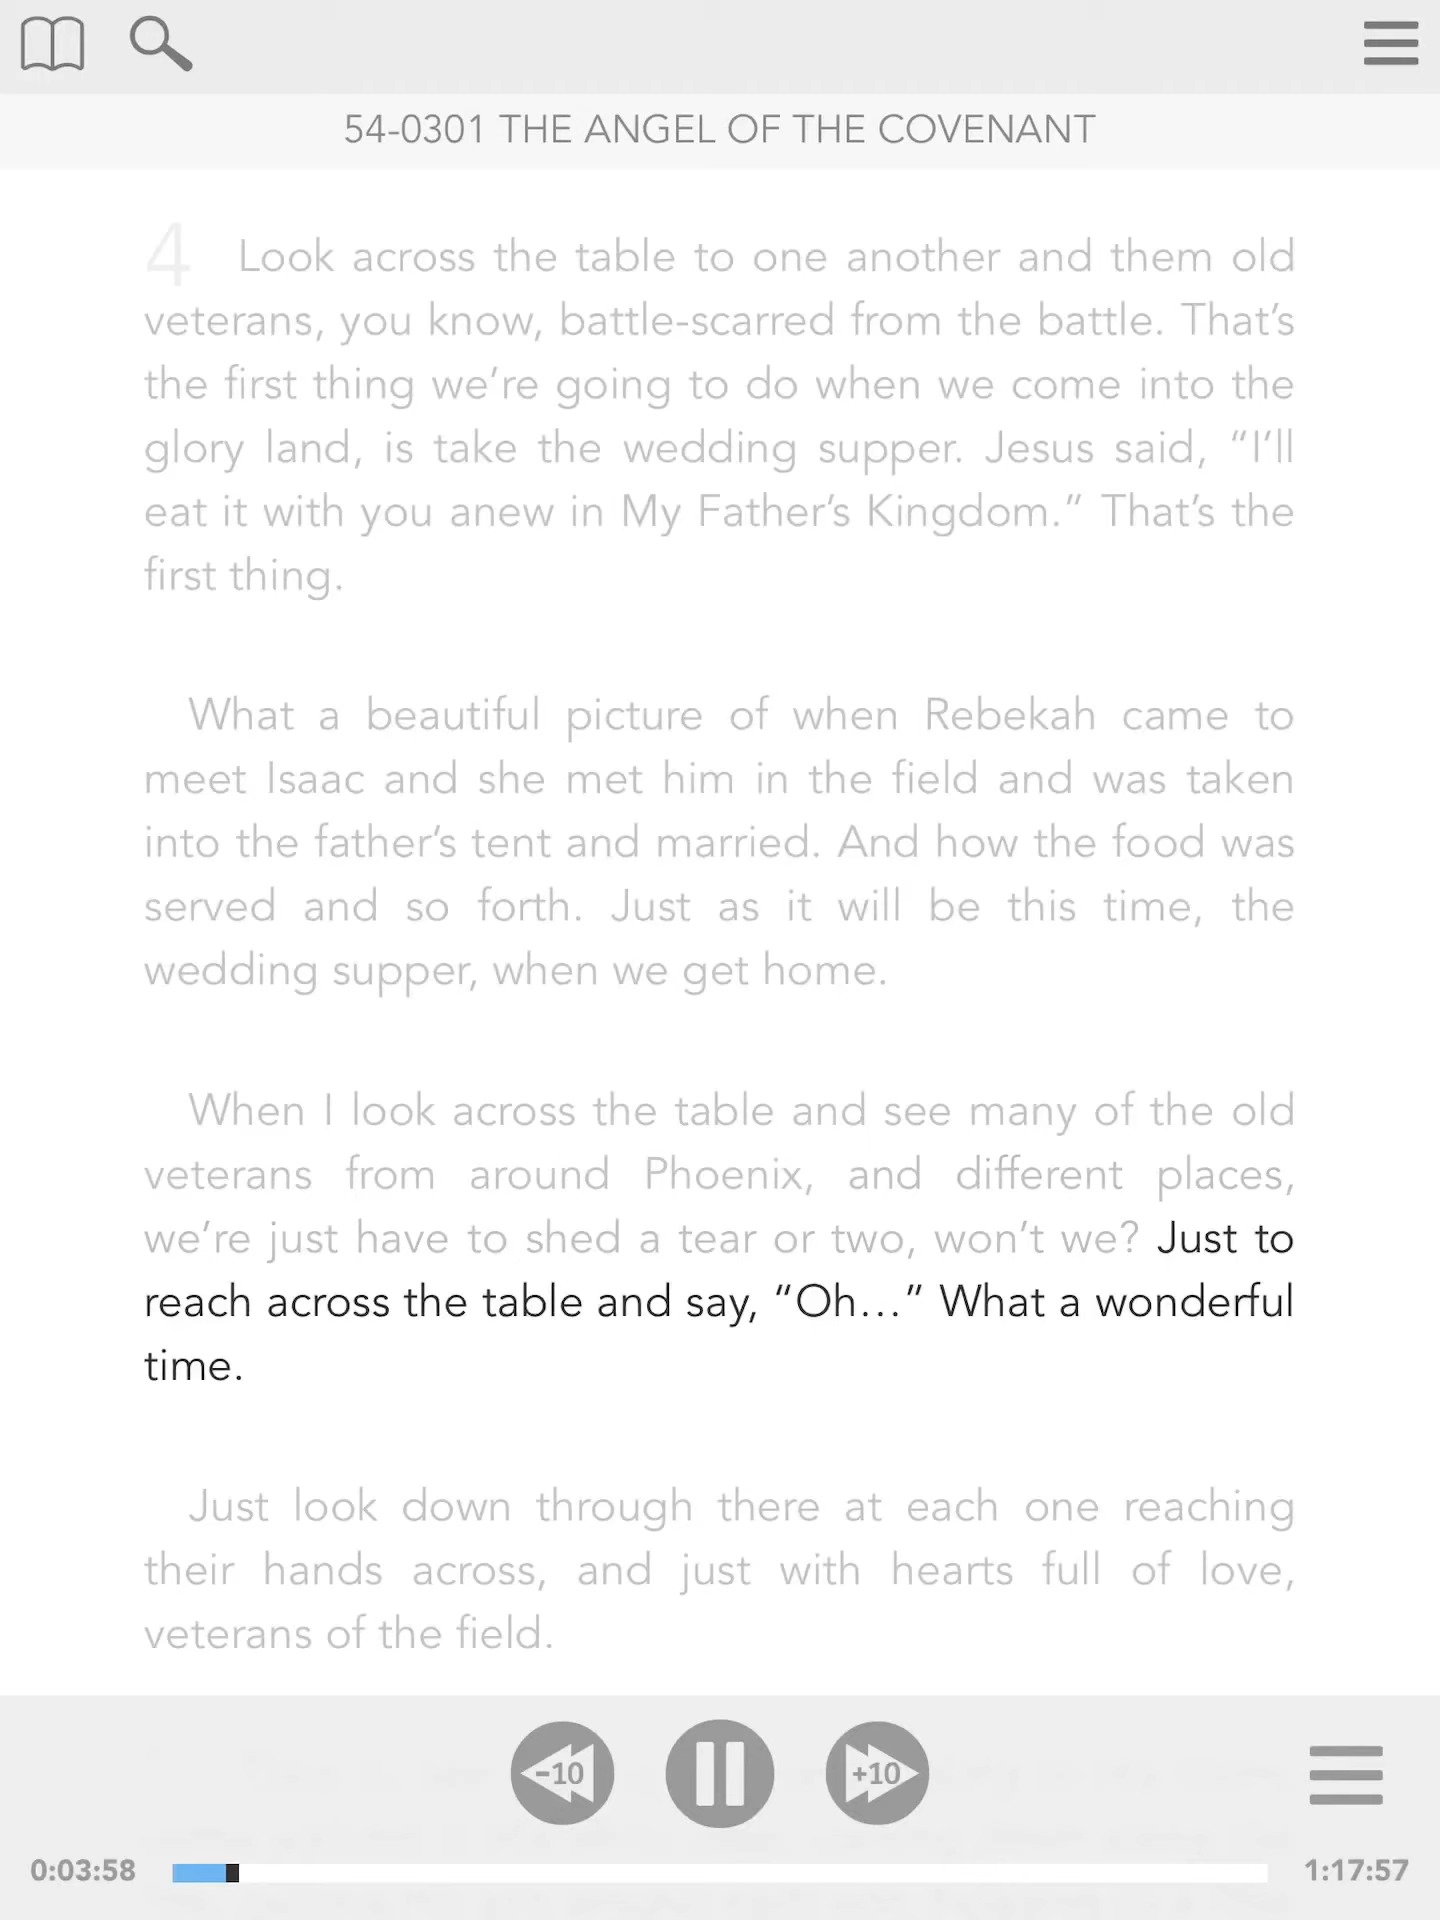 54-0301 THE ANGEL OF THE COVENANT
4 Look across the table to one another and them old
veterans, you know, battle-scarred from the battle. That’s
the first thing we’re going to do when we come into the
glory land, is take the wedding supper. Jesus said, “I’ll
eat it with you anew in My Father’s Kingdom.” That’s the
first thing.
What a beautiful picture of when Rebekah came to
meet Isaac and she met him in the field and was taken
into the father’s tent and married. And how the food was
served and so forth. Just as it will be this time, the
wedding supper, when we get home.
When I look across the table and see many of the old
veterans from around Phoenix, and different places,
we’re just have to shed a tear or two, won’t we? Just to
reach across the table and say, “Oh…” What a wonderful
time.
Just look down through there at each one reaching
their hands across, and just with hearts full of love,
veterans of the field.
-10 +10
0:03:58 1:17:57